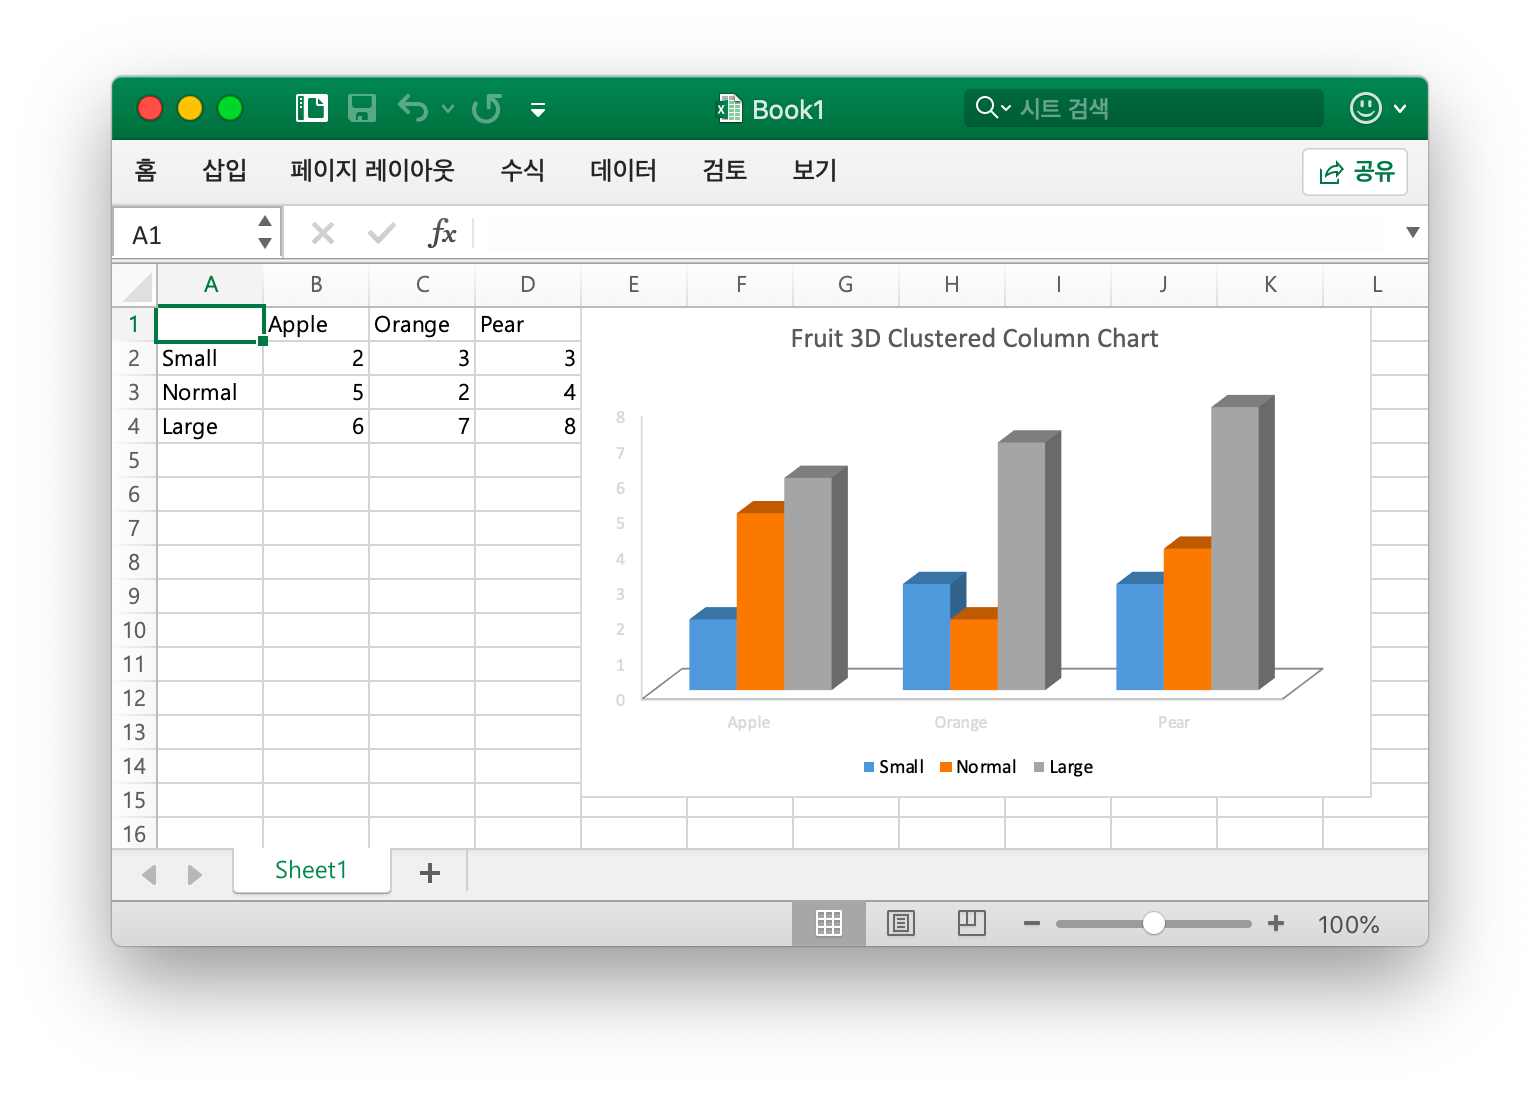 Book1
시트 검색
홈 삽입 페이지 레이아웃 수식 데이터 검토 보기 공유
A1 fx
A B C D E F G H I J K L
1 Apple Orange Pear
2 Small 2 3 3
3 Normal 5 2 4
4 Large 6 7 8
5
6
7
8
9
10
11
12
13
14
15
16
Fruit 3D Clustered Column Chart
8
7
6
5
4
3
2
1
0
Apple Orange Pear
Small Normal Large
Sheet1
100%